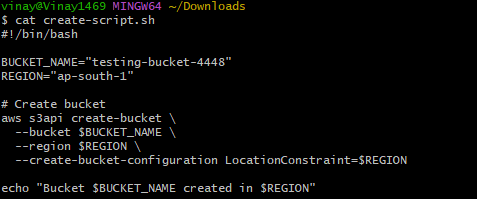 vinay@Vinay1469 MINGW64 ~/Downloads
$ cat create-script.sh
#!/bin/bash

BUCKET_NAME="testing-bucket-4448"
REGION="ap-south-1"

# Create bucket
aws s3api create-bucket \
  --bucket $BUCKET_NAME \
  --region $REGION \
  --create-bucket-configuration LocationConstraint=$REGION

echo "Bucket $BUCKET_NAME created in $REGION"